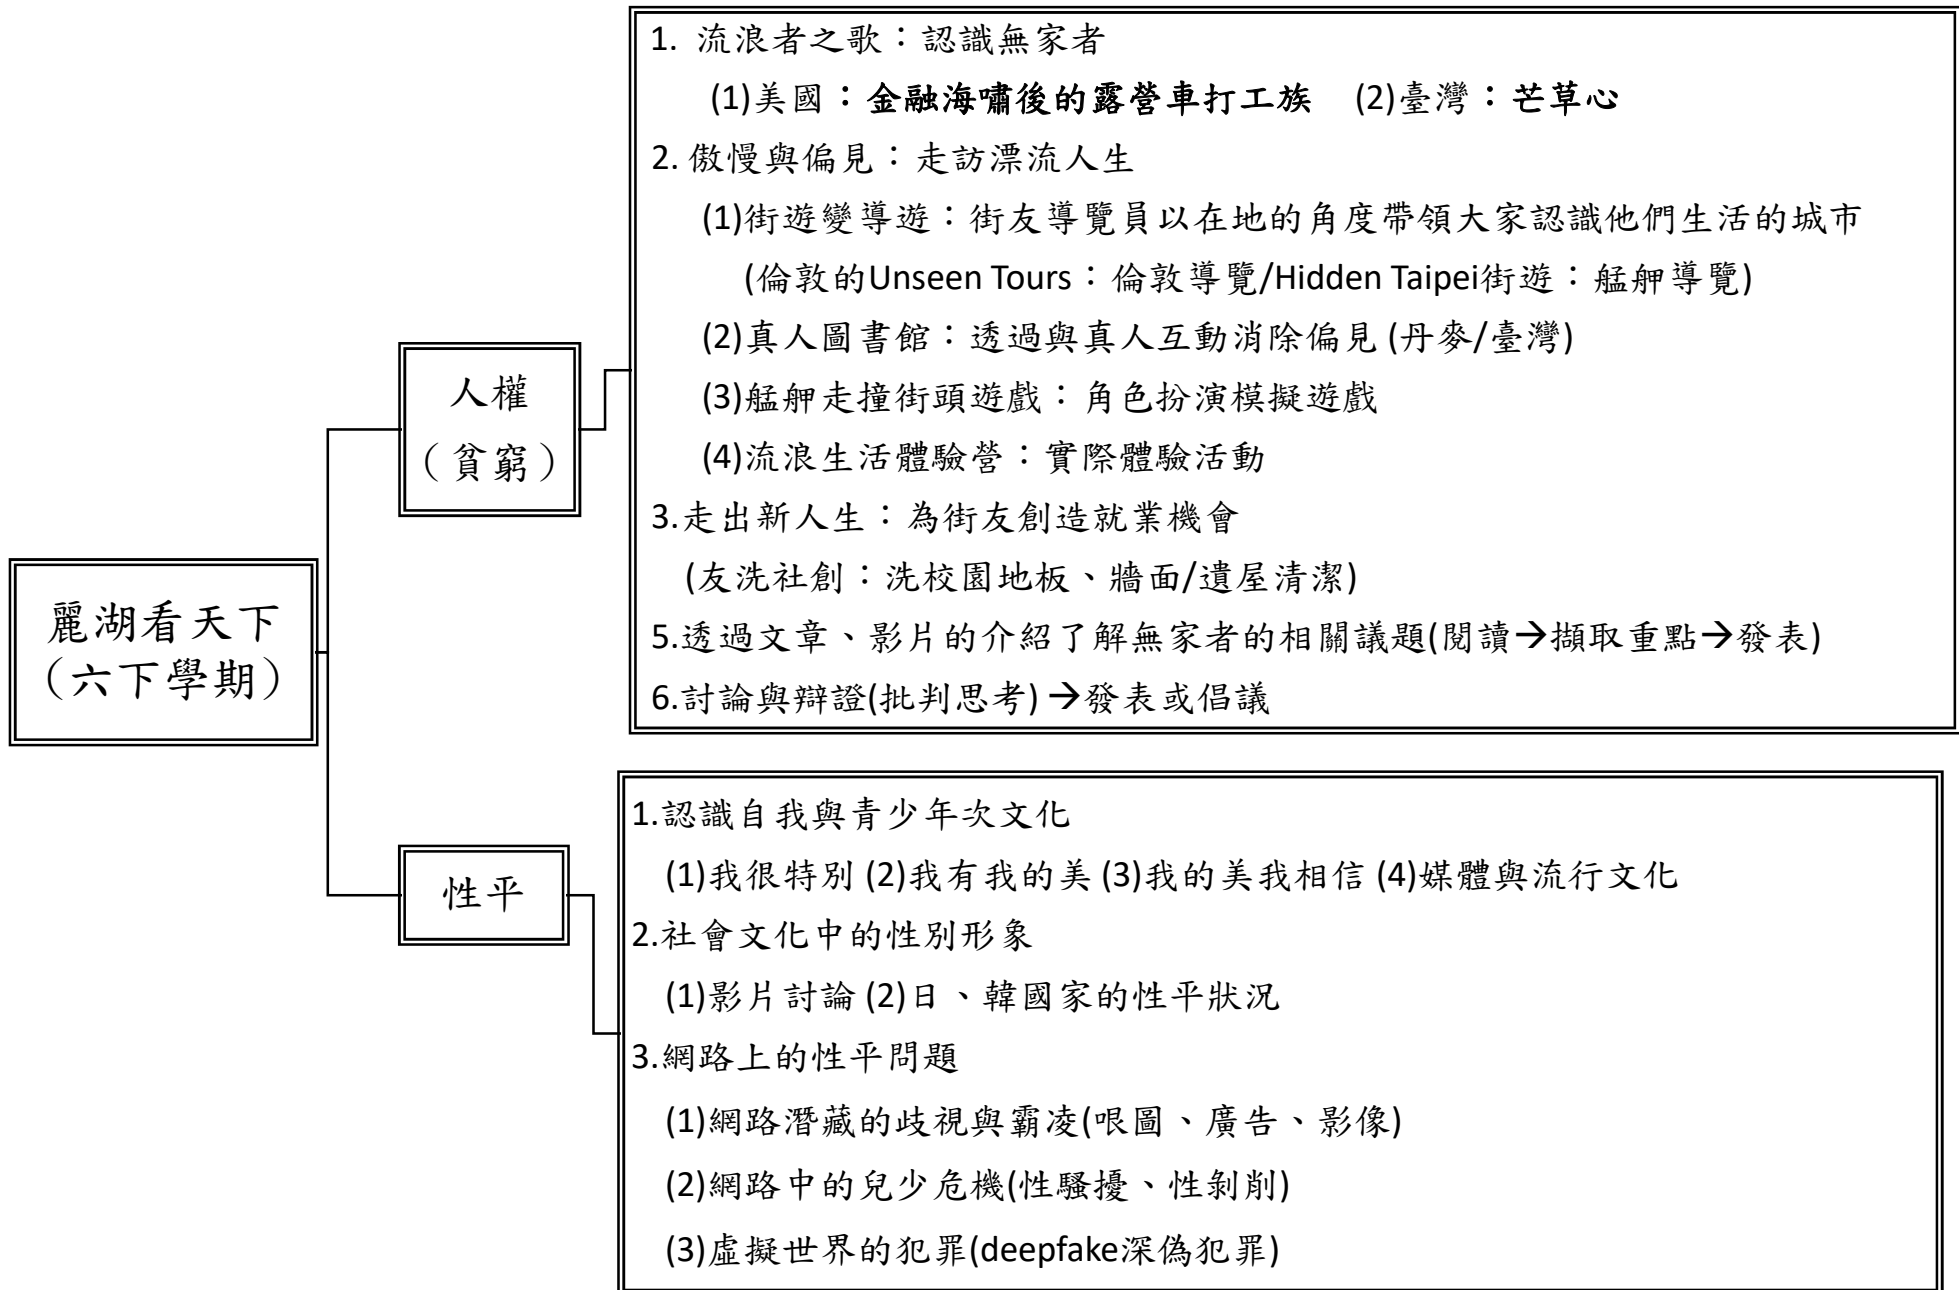 麗湖看天下
（六下學期）
人權
（貧窮）
1. 流浪者之歌：認識無家者
(1)美國：金融海嘯後的露營車打工族 (2)臺灣：芒草心
2. 傲慢與偏見：走訪漂流人生
(1)街遊變導遊：街友導覽員以在地的角度帶領大家認識他們生活的城市
(倫敦的Unseen Tours：倫敦導覽/Hidden Taipei街遊：艋舺導覽)
(2)真人圖書館：透過與真人互動消除偏見 (丹麥/臺灣)
(3)艋舺走撞街頭遊戲：角色扮演模擬遊戲
(4)流浪生活體驗營：實際體驗活動
3.走出新人生：為街友創造就業機會
(友洗社創：洗校園地板、牆面/遺屋清潔)
5.透過文章、影片的介紹了解無家者的相關議題(閱讀→擷取重點→發表)
6.討論與辯證(批判思考)→發表或倡議
性平
1.認識自我與青少年次文化
(1)我很特別 (2)我有我的美 (3)我的美我相信 (4)媒體與流行文化
2.社會文化中的性別形象
(1)影片討論 (2)日、韓國家的性平狀況
3.網路上的性平問題
(1)網路潛藏的歧視與霸凌(哏圖、廣告、影像)
(2)網路中的兒少危機(性騷擾、性剝削)
(3)虛擬世界的犯罪(deepfake深偽犯罪)